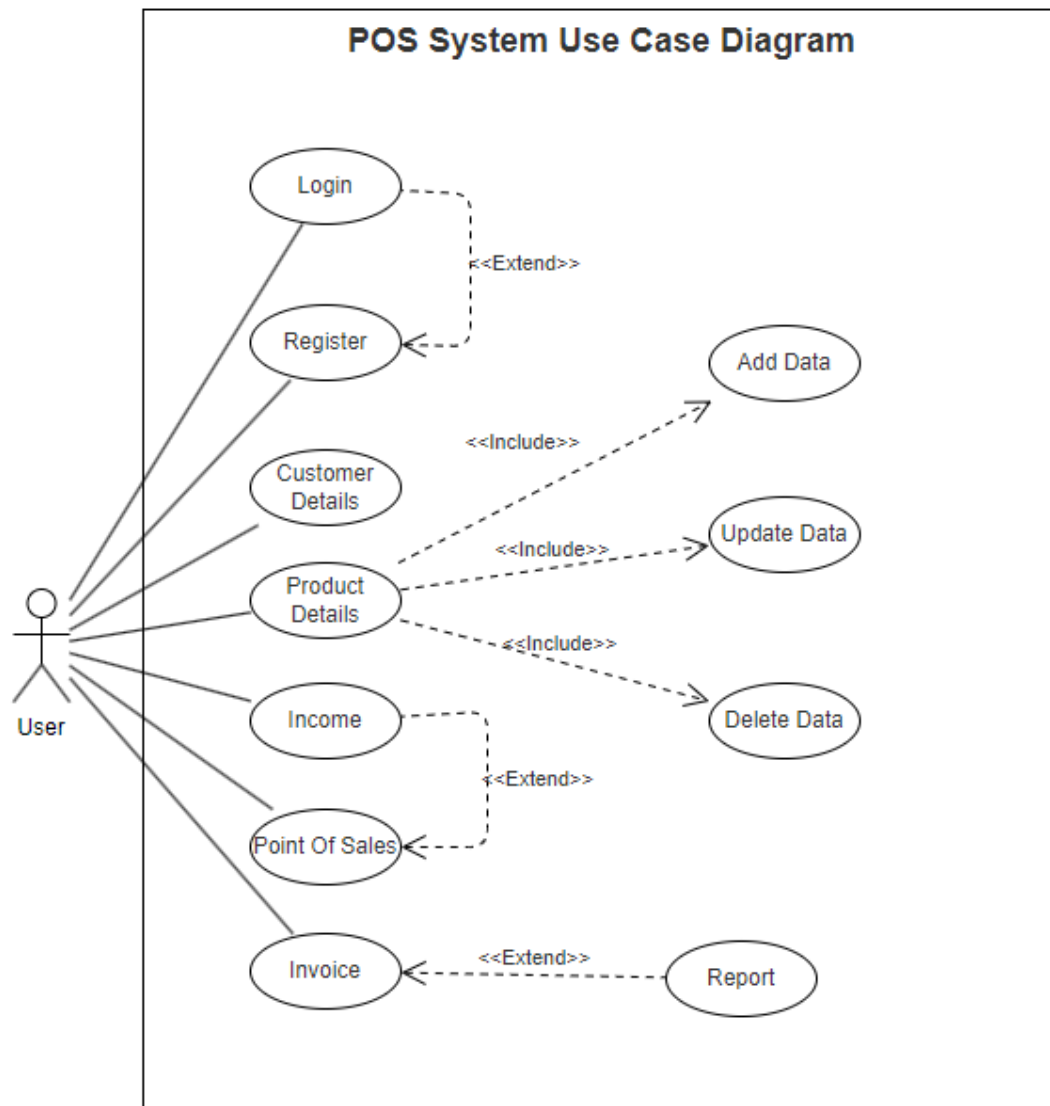 POS System Use Case Diagram
Login
<<Extend>>
Register
Add Data
<<Include>>
Customer
Details
Update Data
<<Include>>
Product
Details
<<Include>>
User
Income
Delete Data
<<Extend>>
Point Of Sales
Invoice
<<Extend>>
Report